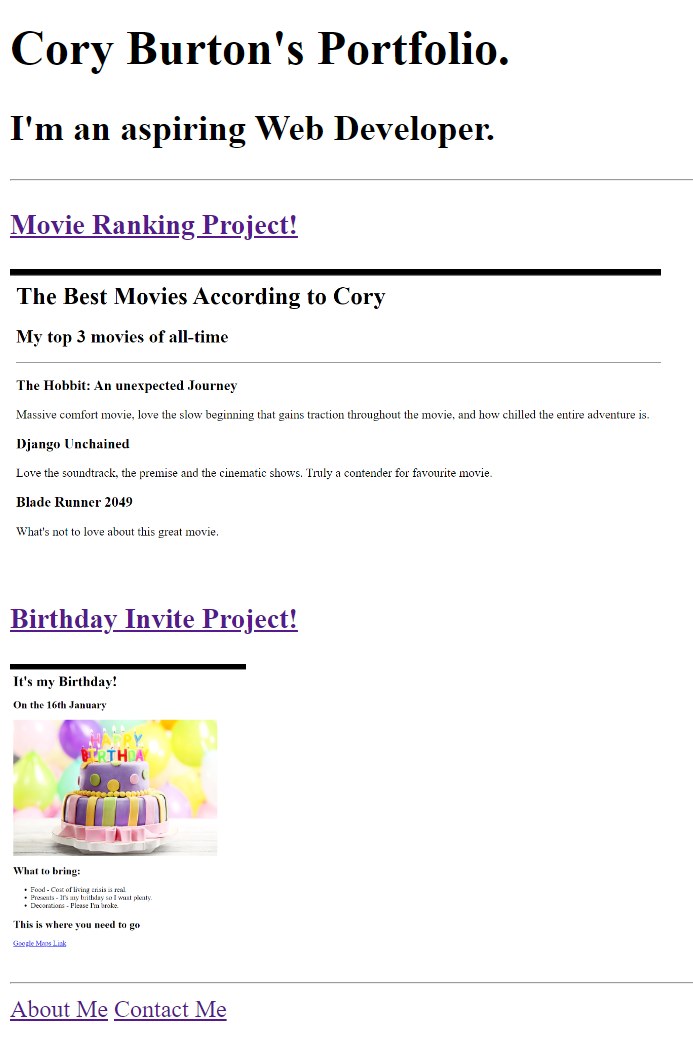 Cory Burton's Portfolio.
I'm an aspiring Web Developer.
Movie Ranking Project!
The Best Movies According to Cory
My top 3 movies of all-time
The Hobbit: An unexpected Journey
Massive comfort movie, love the slow beginning that gains traction throughout the movie, and how chilled the entire adventure is.
Django Unchained
Love the soundtrack, the premise and the cinematic shows. Truly a contender for favourite movie.
Blade Runner 2049
What's not to love about this great movie.
Birthday Invite Project!
It's my Birthday!
On the 16th January
HAPPY
BIRTHDAY
What to bring:
Food - Cost of living crisis is real.
Presents - It's my birthday so I want plenty.
Decorations - Please I'm broke.
This is where you need to go
Google Maps Link
About Me Contact Me